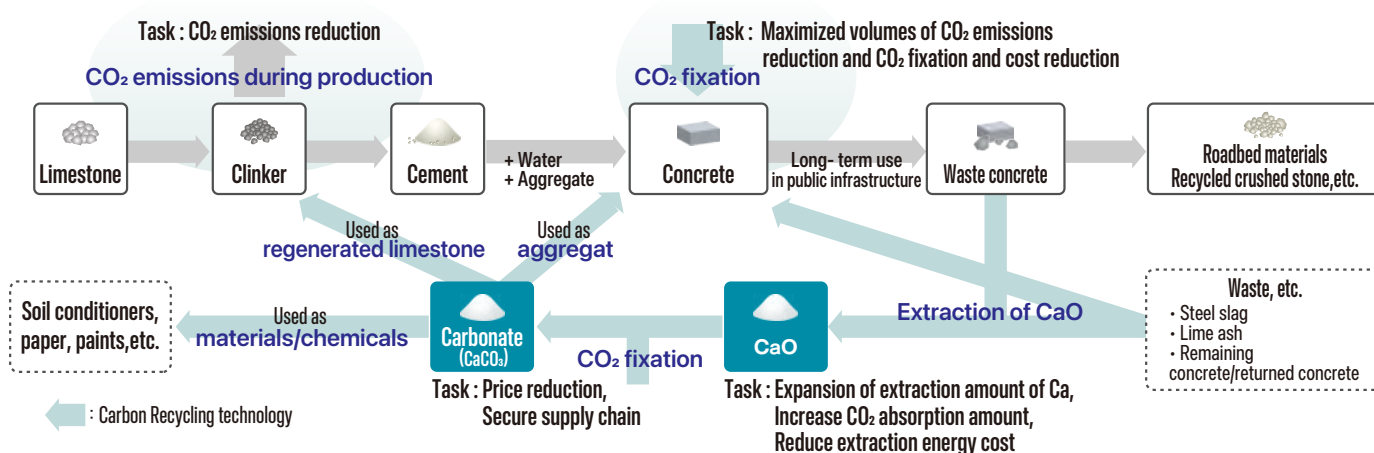 Task : CO₂ emissions reduction
CO₂ emissions during production
Task : Maximized volumes of CO₂ emissions
reduction and CO₂ fixation and cost reduction
CO₂ fixation
Limestone
Clinker
Cement
+ Water
+ Aggregate
Concrete
Long- term use
in public infrastructure
Waste concrete
Roadbed materials
Recycled crushed stone,etc.
Used as
regenerated limestone
Used as
aggregat
Soil conditioners,
paper, paints,etc.
Used as
materials/chemicals
Carbonate
(CaCO₃)
CO₂ fixation
CaO
Extraction of CaO
Waste, etc.
・Steel slag
・Lime ash
・Remaining
concrete/returned concrete
Task : Price reduction,
Secure supply chain
Task : Expansion of extraction amount of Ca,
Increase CO₂ absorption amount,
Reduce extraction energy cost
: Carbon Recycling technology